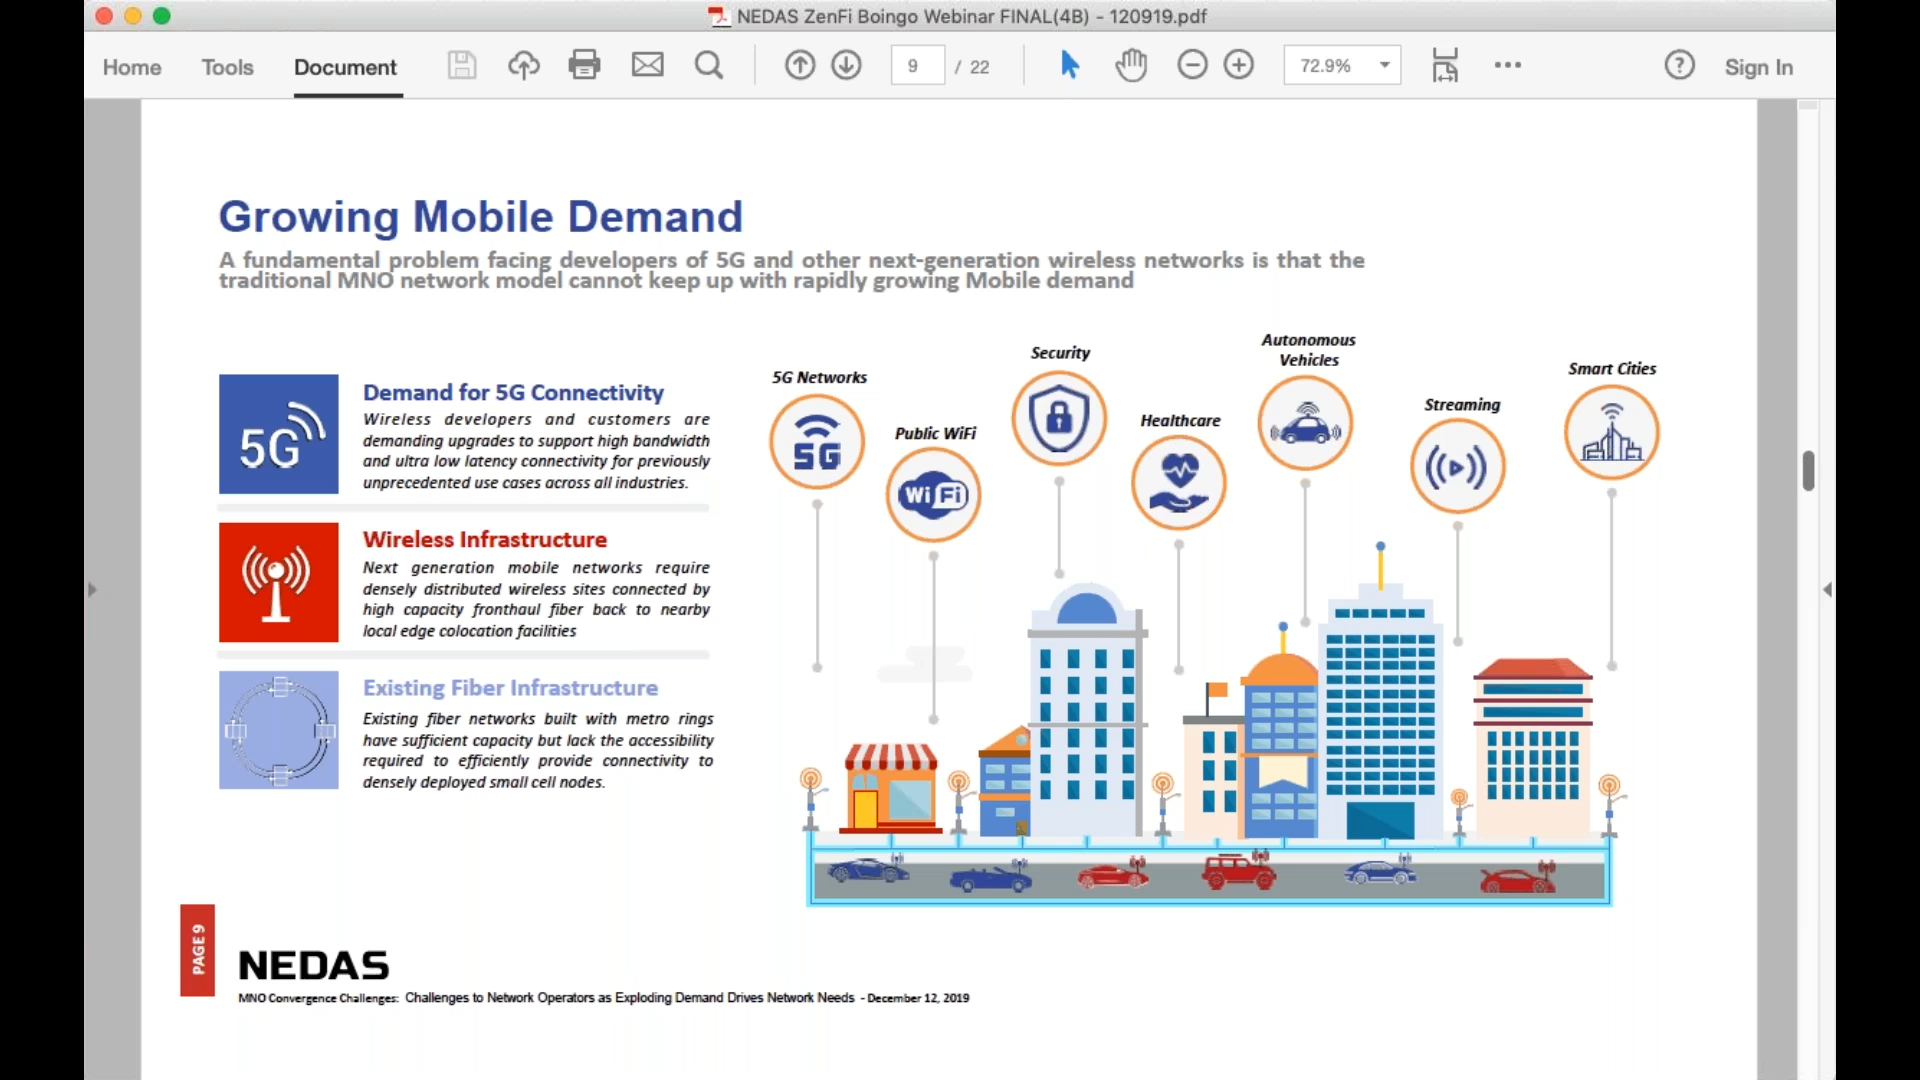 NEDAS ZenFi Boingo Webinar FINAL(4B) - 120919.pdf
Home Tools Document 9 / 22 72.9% ? Sign In
Growing Mobile Demand
A fundamental problem facing developers of 5G and other next-generation wireless networks is that the
traditional MNO network model cannot keep up with rapidly growing Mobile demand
5G
Demand for 5G Connectivity
Wireless developers and customers are
demanding upgrades to support high bandwidth
and ultra low latency connectivity for previously
unprecedented use cases across all industries.
Wireless Infrastructure
Next generation mobile networks require
densely distributed wireless sites connected by
high capacity fronthaul fiber back to nearby
local edge colocation facilities
Existing Fiber Infrastructure
Existing fiber networks built with metro rings
have sufficient capacity but lack the accessibility
required to efficiently provide connectivity to
densely deployed small cell nodes.
5G Networks
5G
Public WiFi
WiFi
Security
Healthcare
Autonomous
Vehicles
Streaming
Smart Cities
PAGE 9
NEDAS
MNO Convergence Challenges: Challenges to Network Operators as Exploding Demand Drives Network Needs - December 12, 2019